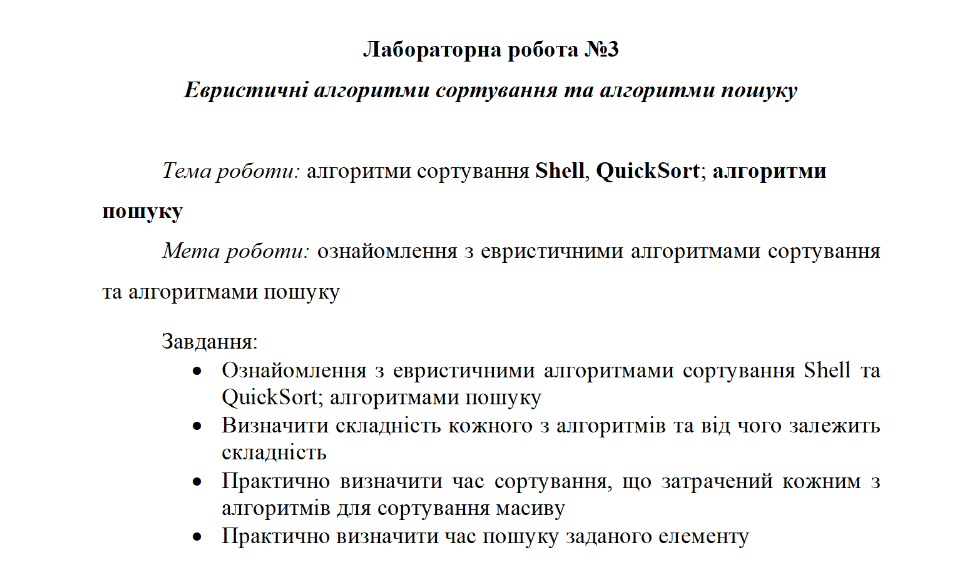 Лабораторна робота №3
Евристичні алгоритми сортування та алгоритми пошуку
Тема роботи: алгоритми сортування Shell, QuickSort; алгоритми
пошуку
Мета роботи: ознайомлення з евристичними алгоритмами сортування
та алгоритмами пошуку
Завдання:
• Ознайомлення з евристичними алгоритмами сортування Shell та
QuickSort; алгоритмами пошуку
• Визначити складність кожного з алгоритмів та від чого залежить
складність
• Практично визначити час сортування, що затрачений кожним з
алгоритмів для сортування масиву
• Практично визначити час пошуку заданого елементу